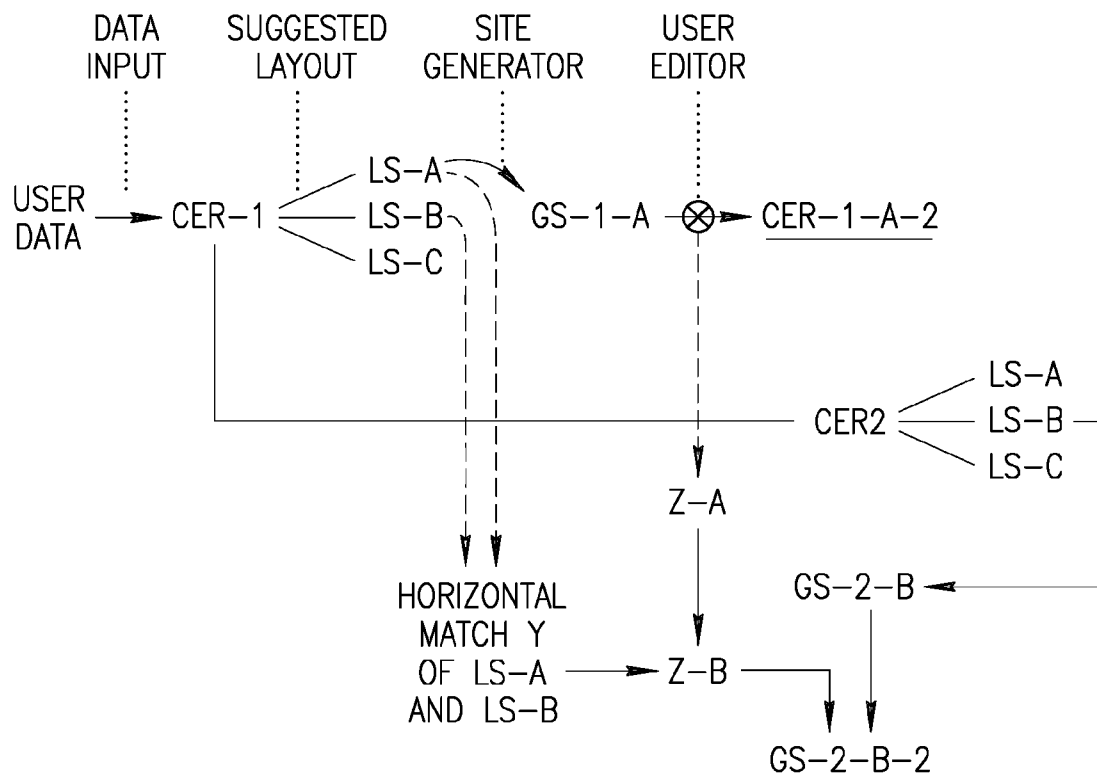 DATA
INPUT
SUGGESTED
LAYOUT
SITE
GENERATOR
USER
EDITOR
USER
DATA
CER-1
LS-A
LS-B
LS-C
GS-1-A
CER-1-A-2
CER2
LS-A
LS-B
LS-C
Z-A
HORIZONTAL
MATCH Y
OF LS-A
AND LS-B
Z-B
GS-2-B
GS-2-B-2